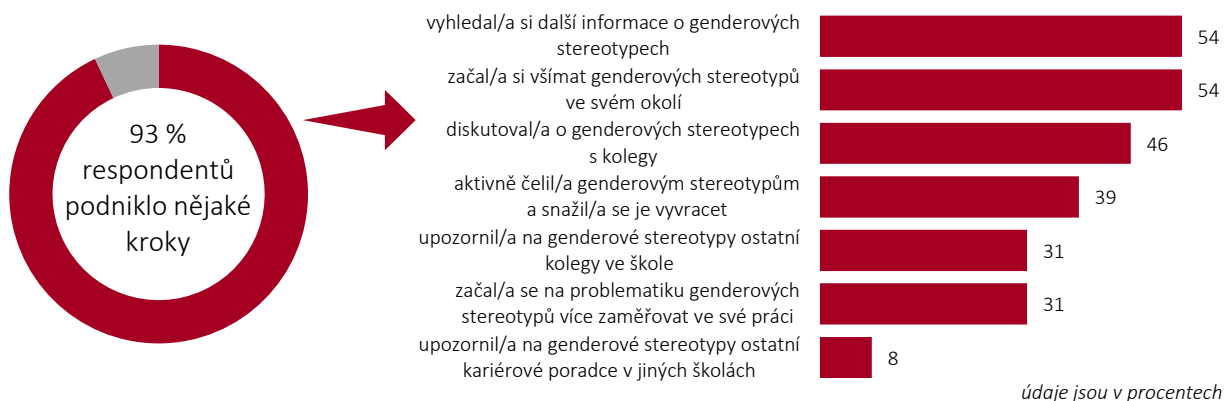 93 %
respondentů
podniklo nějaké
kroky
vyhledal/a si další informace o genderových
stereotypech
54
začal/a si všímat genderových stereotypů
ve svém okolí
54
diskutoval/a o genderových stereotypech
s kolegy
46
aktivně čelil/a genderovým stereotypům
a snažil/a se je vyvracet
39
upozornil/a na genderové stereotypy ostatní
kolegy ve škole
31
začal/a se na problematiku genderových
stereotypů více zaměřovat ve své práci
31
upozornil/a na genderové stereotypy ostatní
kariérové poradce v jiných školách
8
údaje jsou v procentech